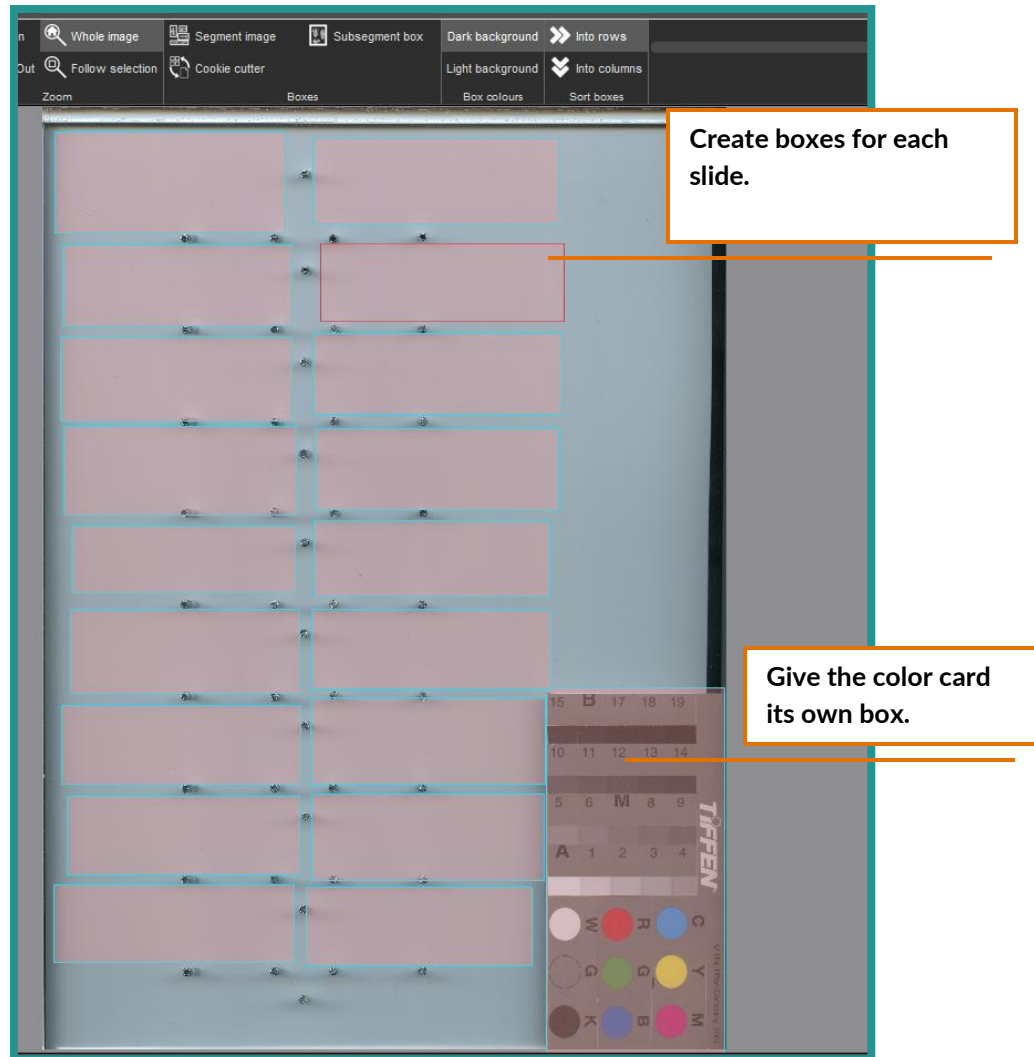 n Whole image Segment image Subsegment box Dark background Into rows
Out Follow selection Cookie cutter Light background Into columns
Zoom Boxes Box colours Sort boxes
Create boxes for each
slide.
Give the color card
its own box.
15 B 17 18 19
10 11 12 13 14
5 6 M 8 9
A 1 2 3 4
TIFFEN
W R C
G G Y
K B M